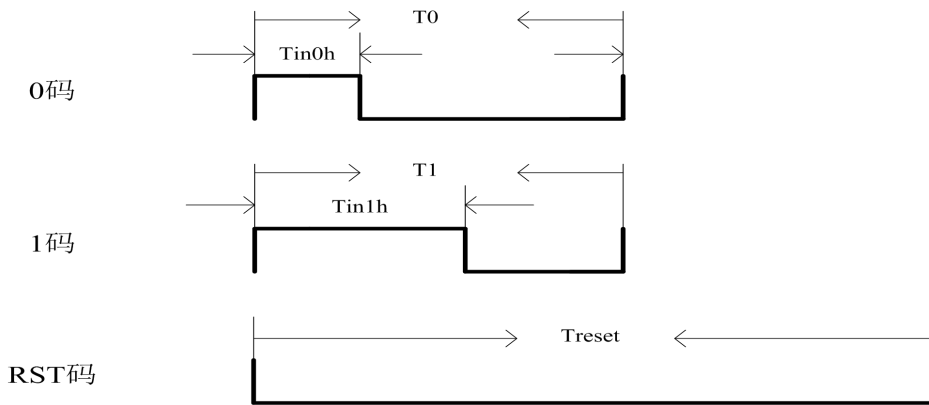 T0
Tin0h
0码
T1
Tin1h
1码
Treset
RST码